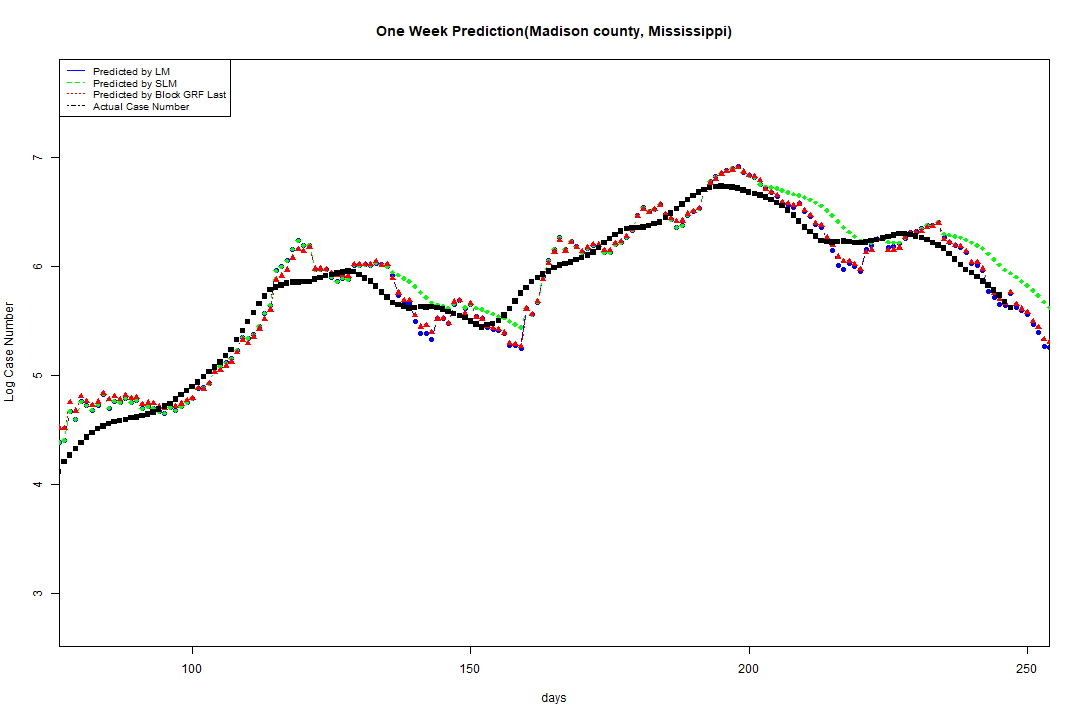 One Week Prediction(Madison county, Mississippi)
Predicted by LM
Predicted by SLM
Predicted by Block GRF Last
Actual Case Number
7
6
5
4
3
Log Case Number
100 150 200 250
days